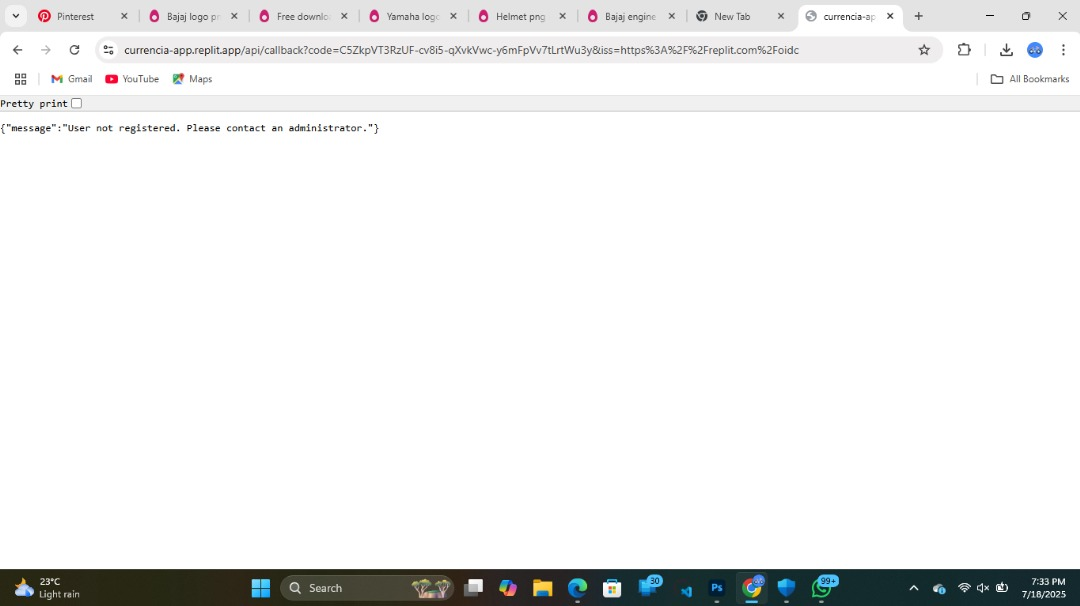 Pinterest
Bajaj logo pn
Free downlo
Yamaha logo
Helmet png
Bajaj engine
New Tab
currencia-ap
currencia-app.replit.app/api/callback?code=C5ZkpVT3RzUF-cv8i5-qXvkVwc-y6mFpVv7tLrtWu3y&iss=https%3A%2F%2Freplit.com%2Foidc
Gmail
YouTube
Maps
All Bookmarks
Pretty print
{"message":"User not registered. Please contact an administrator."}
23°C
Light rain
Search
30
Ps
99+
7:33 PM
7/18/2025